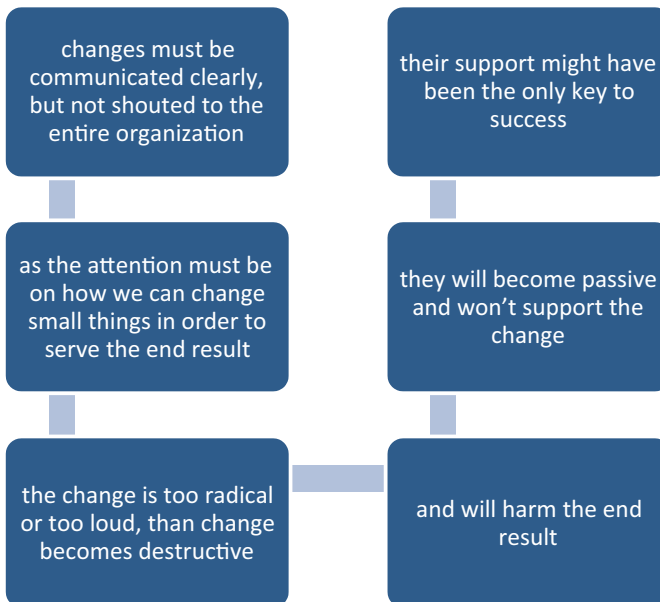 changes must be
communicated clearly,
but not shouted to the
entire organization
as the attention must be
on how we can change
small things in order to
serve the end result
the change is too radical
or too loud, than change
becomes destructive
and will harm the end
result
they will become passive
and won't support the
change
their support might have
been the only key to
success